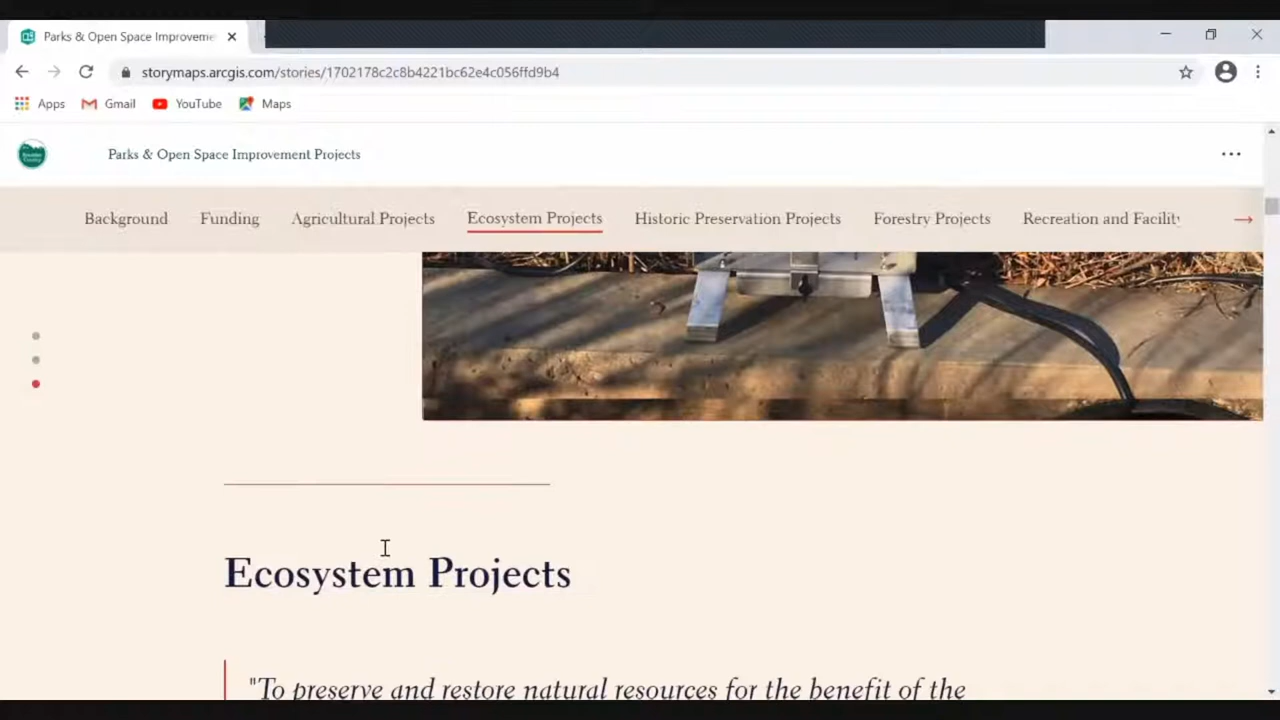 Parks & Open Space Improveme
storymaps.arcgis.com/stories/1702178c2c8b4221bc62e4c056ffd9b4
Apps Gmail YouTube Maps
Parks & Open Space Improvement Projects
Background Funding Agricultural Projects Ecosystem Projects Historic Preservation Projects Forestry Projects Recreation and Facility
Ecosystem Projects
"To preserve and restore natural resources for the benefit of the